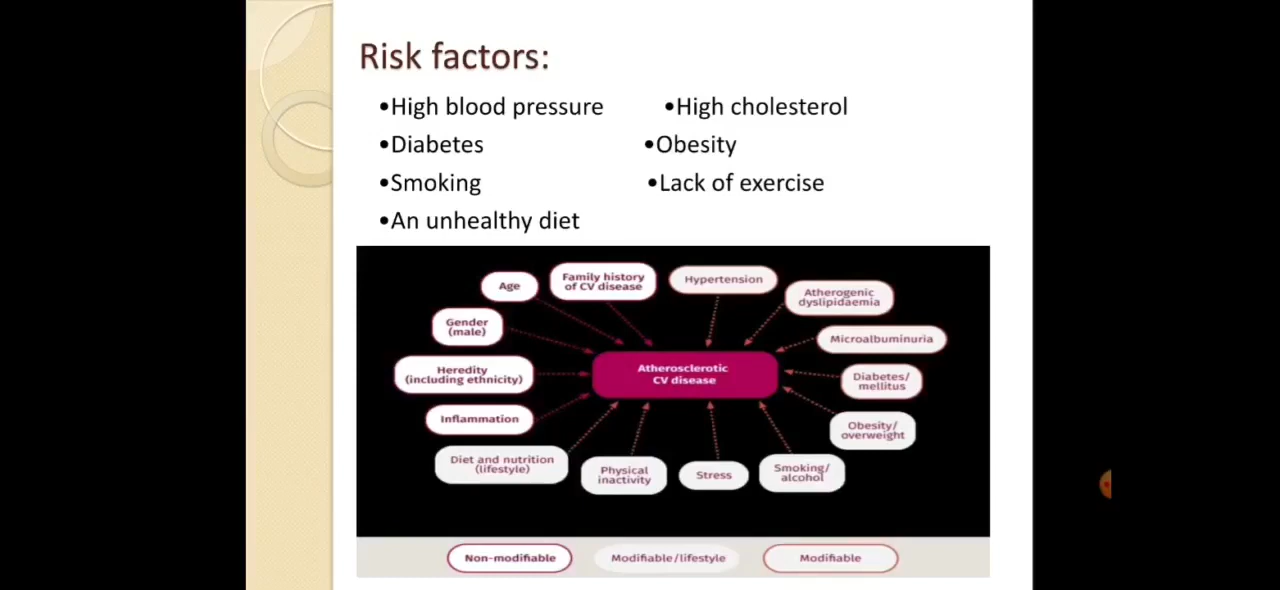 Risk factors:
•High blood pressure •High cholesterol
•Diabetes •Obesity
•Smoking •Lack of exercise
•An unhealthy diet
Age
Family history
of CV disease
Hypertension
Atherogenic
dyslipidaemia
Gender
(male)
Microalbuminuria
Heredity
(including ethnicity)
Atherosclerotic
CV disease
Diabetes/
mellitus
Inflammation
Obesity/
overweight
Diet and nutrition
(lifestyle)
Physical
inactivity
Stress
Smoking/
alcohol
Non-modifiable
Modifiable/lifestyle
Modifiable